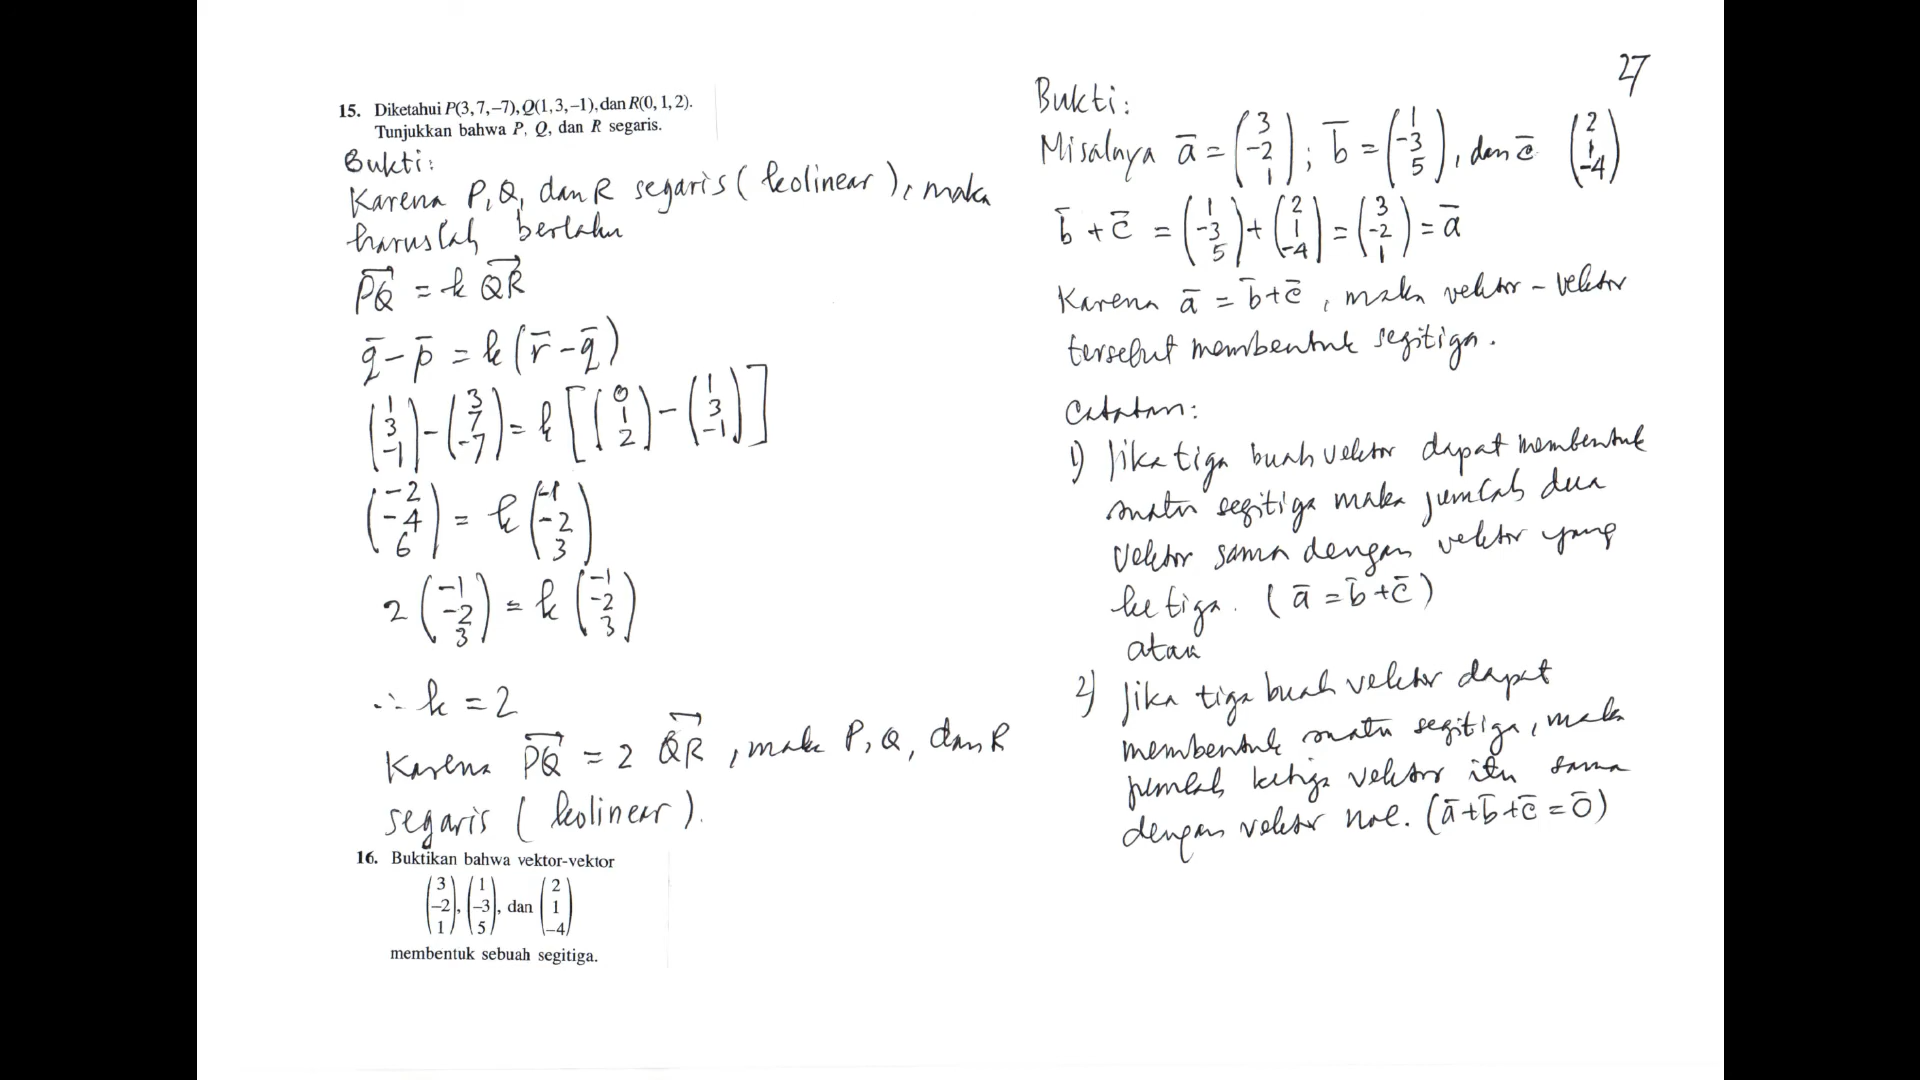 15. Diketahui P(3, 7, –7), Q(1, 3, –1), dan R(0, 1, 2).
Tunjukkan bahwa P, Q, dan R segaris.
Bukti:
Karena P, Q, dan R segaris (kolinear), maka
haruslah berlaku
PQ = k QR
q̄ - p̄ = k (r̄ - q̄)
(1 3 -1) - (3 7 -7) = k [(0 1 2) - (1 3 -1)]
(-2 -4 6) = k (-1 -2 3)
2 (-1 -2 3) = k (-1 -2 3)
∴ k = 2
Karena PQ = 2 QR, maka P, Q, dan R
segaris (kolinear).
16. Buktikan bahwa vektor-vektor
(3 –2 1), (1 –3 5), dan (2 1 –4)
membentuk sebuah segitiga.
27
Bukti:
Misalnya ā = (3 -2 1); b̄ = (1 -3 5), dan c̄ (2 1 -4)
b̄ + c̄ = (1 -3 5) + (2 1 -4) = (3 -2 1) = ā
Karena ā = b̄ + c̄, maka vektor-vektor
tersebut membentuk segitiga.
Catatan:
1) Jika tiga buah vektor dapat membentuk
suatu segitiga maka jumlah dua
vektor sama dengan vektor yang
ketiga. (ā = b̄ + c̄)
atau
2) Jika tiga buah vektor dapat
membentuk suatu segitiga, maka
jumlah ketiga vektor itu sama
dengan vektor nol. (ā + b̄ + c̄ = ō)